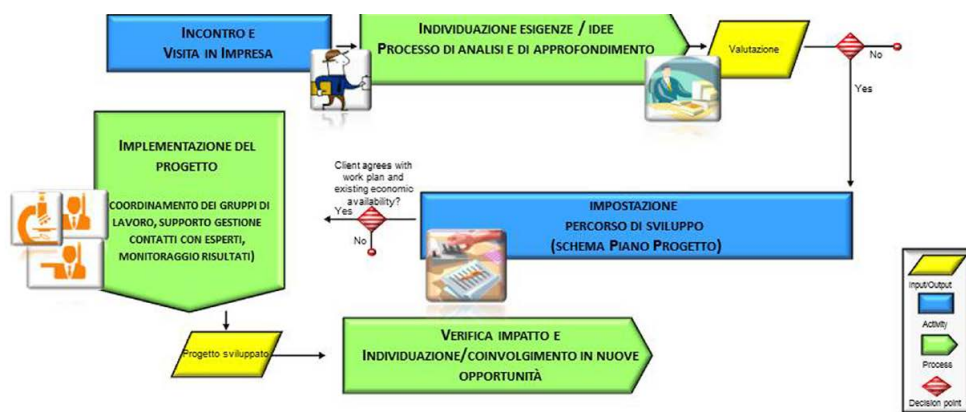 INCONTRO E
VISITA IN IMPRESA
INDIVIDUAZIONE ESIGENZE / IDEE
PROCESSO DI ANALISI E DI APPROFONDIMENTO
Valutazione
No
Yes
IMPOSTAZIONE
PERCORSO DI SVILUPPO
(SCHEMA PIANO PROGETTO)
Client agrees with
work plan and
existing economic
availability?
Yes
No
IMPLEMENTAZIONE DEL
PROGETTO
(COORDINAMENTO DEI GRUPPI DI
LAVORO, SUPPORTO GESTIONE
CONTATTI CON ESPERTI,
MONITORAGGIO RISULTATI)
Progetto sviluppato
VERIFICA IMPATTO E
INDIVIDUAZIONE/COINVOLGIMENTO IN NUOVE
OPPORTUNITÀ
Input/Output
Activity
Process
Decision point